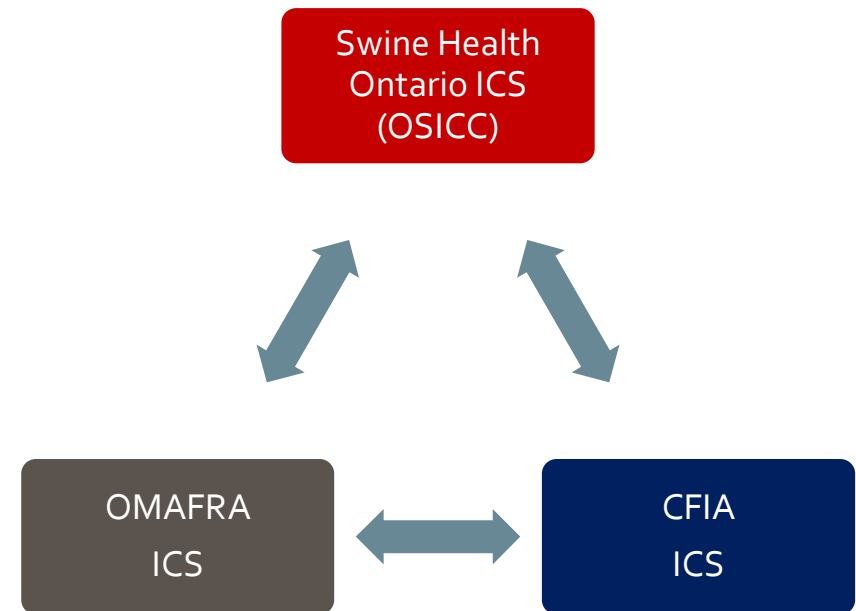 Swine Health
Ontario ICS
(OSICC)
OMAFRA
ICS
CFIA
ICS